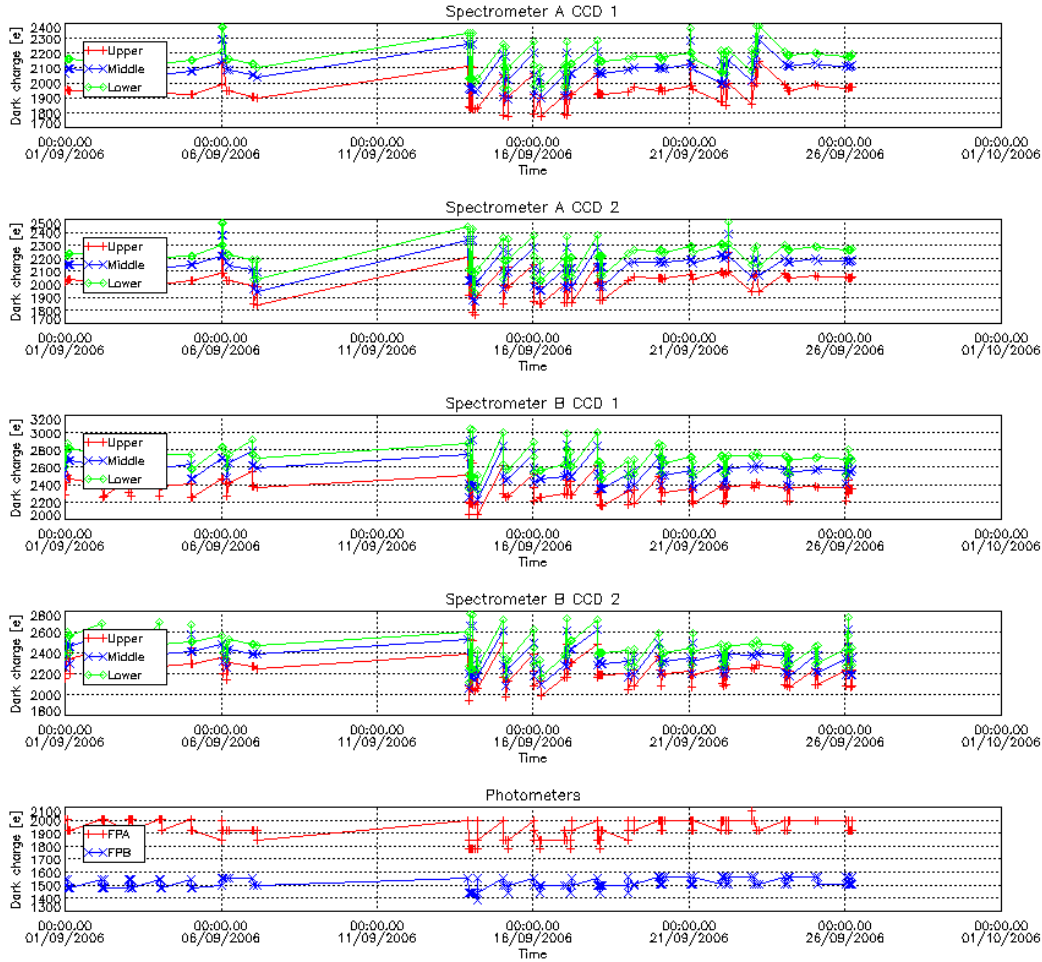 Spectrometer A CCD 1
Dark charge [e]
2400
2300
2200
2100
2000
1900
1800
1700
Upper
Middle
Lower
00:00.00 00:00.00 00:00.00 00:00.00 00:00.00 00:00.00 00:00.00
01/09/2006 06/09/2006 11/09/2006 16/09/2006 21/09/2006 26/09/2006 01/10/2006
Time
Spectrometer A CCD 2
Dark charge [e]
2500
2400
2300
2200
2100
2000
1900
1800
1700
Upper
Middle
Lower
00:00.00 00:00.00 00:00.00 00:00.00 00:00.00 00:00.00 00:00.00
01/09/2006 06/09/2006 11/09/2006 16/09/2006 21/09/2006 26/09/2006 01/10/2006
Time
Spectrometer B CCD 1
Dark charge [e]
3200
3000
2800
2600
2400
2200
2000
Upper
Middle
Lower
00:00.00 00:00.00 00:00.00 00:00.00 00:00.00 00:00.00 00:00.00
01/09/2006 06/09/2006 11/09/2006 16/09/2006 21/09/2006 26/09/2006 01/10/2006
Time
Spectrometer B CCD 2
Dark charge [e]
2800
2600
2400
2200
2000
1800
Upper
Middle
Lower
00:00.00 00:00.00 00:00.00 00:00.00 00:00.00 00:00.00 00:00.00
01/09/2006 06/09/2006 11/09/2006 16/09/2006 21/09/2006 26/09/2006 01/10/2006
Time
Photometers
Dark charge [e]
2100
2000
1900
1800
1700
1600
1500
1400
1300
FPA
FPB
00:00.00 00:00.00 00:00.00 00:00.00 00:00.00 00:00.00 00:00.00
01/09/2006 06/09/2006 11/09/2006 16/09/2006 21/09/2006 26/09/2006 01/10/2006
Time